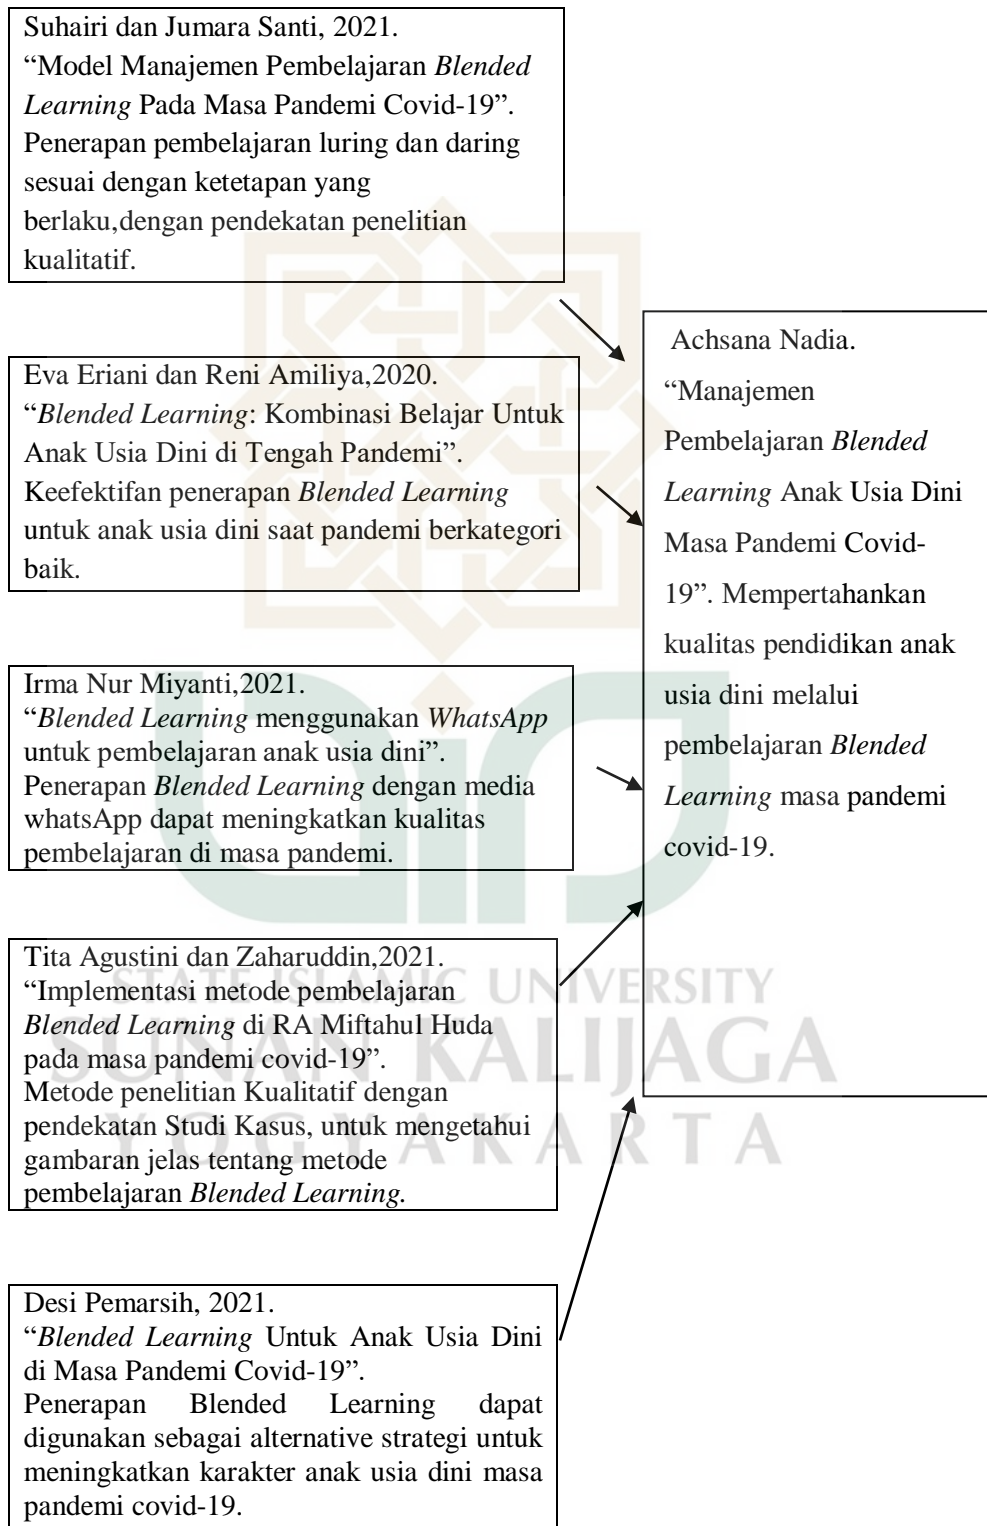 Suhairi dan Jumara Santi, 2021.
“Model Manajemen Pembelajaran Blended
Learning Pada Masa Pandemi Covid-19”.
Penerapan pembelajaran luring dan daring
sesuai dengan ketetapan yang
berlaku,dengan pendekatan penelitian
kualitatif.
Eva Eriani dan Reni Amiliya,2020.
“Blended Learning: Kombinasi Belajar Untuk
Anak Usia Dini di Tengah Pandemi”.
Keefektifan penerapan Blended Learning
untuk anak usia dini saat pandemi berkategori
baik.
Irma Nur Miyanti,2021.
“Blended Learning menggunakan WhatsApp
untuk pembelajaran anak usia dini”.
Penerapan Blended Learning dengan media
whatsApp dapat meningkatkan kualitas
pembelajaran di masa pandemi.
Tita Agustini dan Zaharuddin,2021.
“Implementasi metode pembelajaran
Blended Learning di RA Miftahul Huda
pada masa pandemi covid-19”.
Metode penelitian Kualitatif dengan
pendekatan Studi Kasus, untuk mengetahui
gambaran jelas tentang metode
pembelajaran Blended Learning.
Desi Pemarsih, 2021.
“Blended Learning Untuk Anak Usia Dini
di Masa Pandemi Covid-19”.
Penerapan Blended Learning dapat
digunakan sebagai alternative strategi untuk
meningkatkan karakter anak usia dini masa
pandemi covid-19.
Achsana Nadia.
“Manajemen
Pembelajaran Blended
Learning Anak Usia Dini
Masa Pandemi Covid-
19”. Mempertahankan
kualitas pendidikan anak
usia dini melalui
pembelajaran Blended
Learning masa pandemi
covid-19.
STATE ISLAMIC UNIVERSITY
SUNAN KALIJAGA
YOGYAKARTA